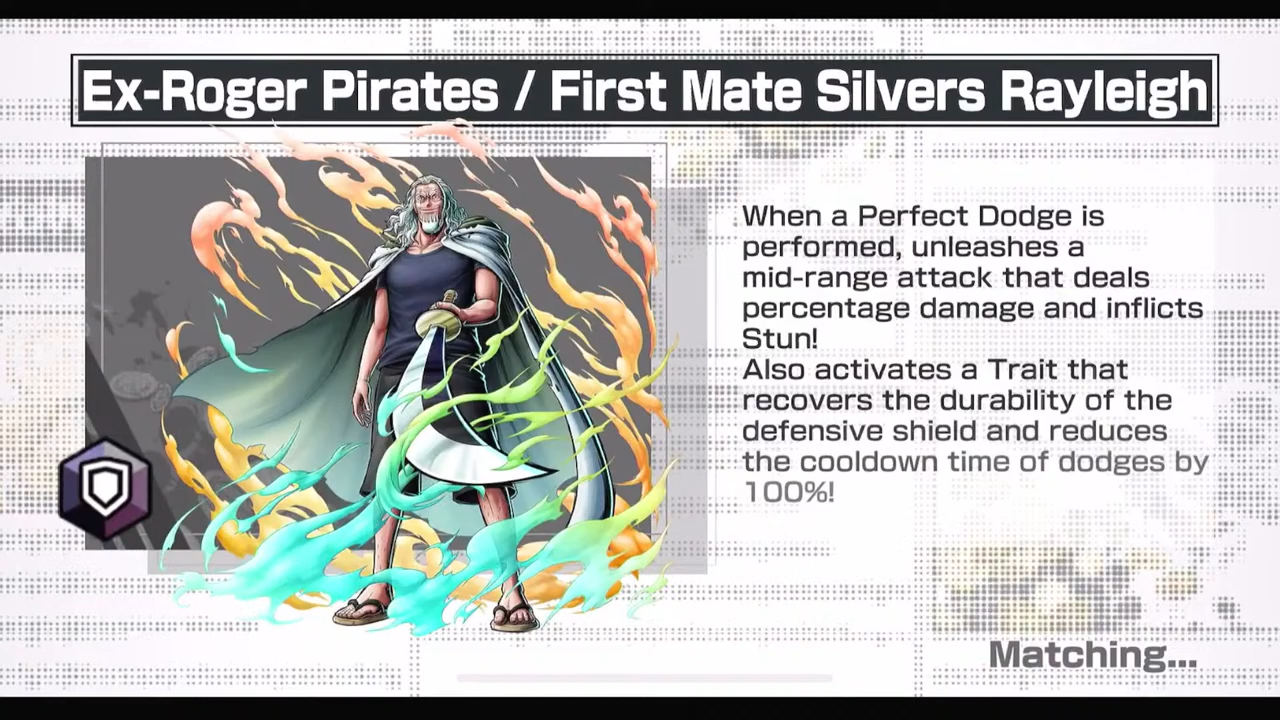 Ex-Roger Pirates / First Mate Silvers Rayleigh
When a Perfect Dodge is
performed, unleashes a
mid-range attack that deals
percentage damage and inflicts
Stun!
Also activates a Trait that
recovers the durability of the
defensive shield and reduces
the cooldown time of dodges by
100%!
Matching...